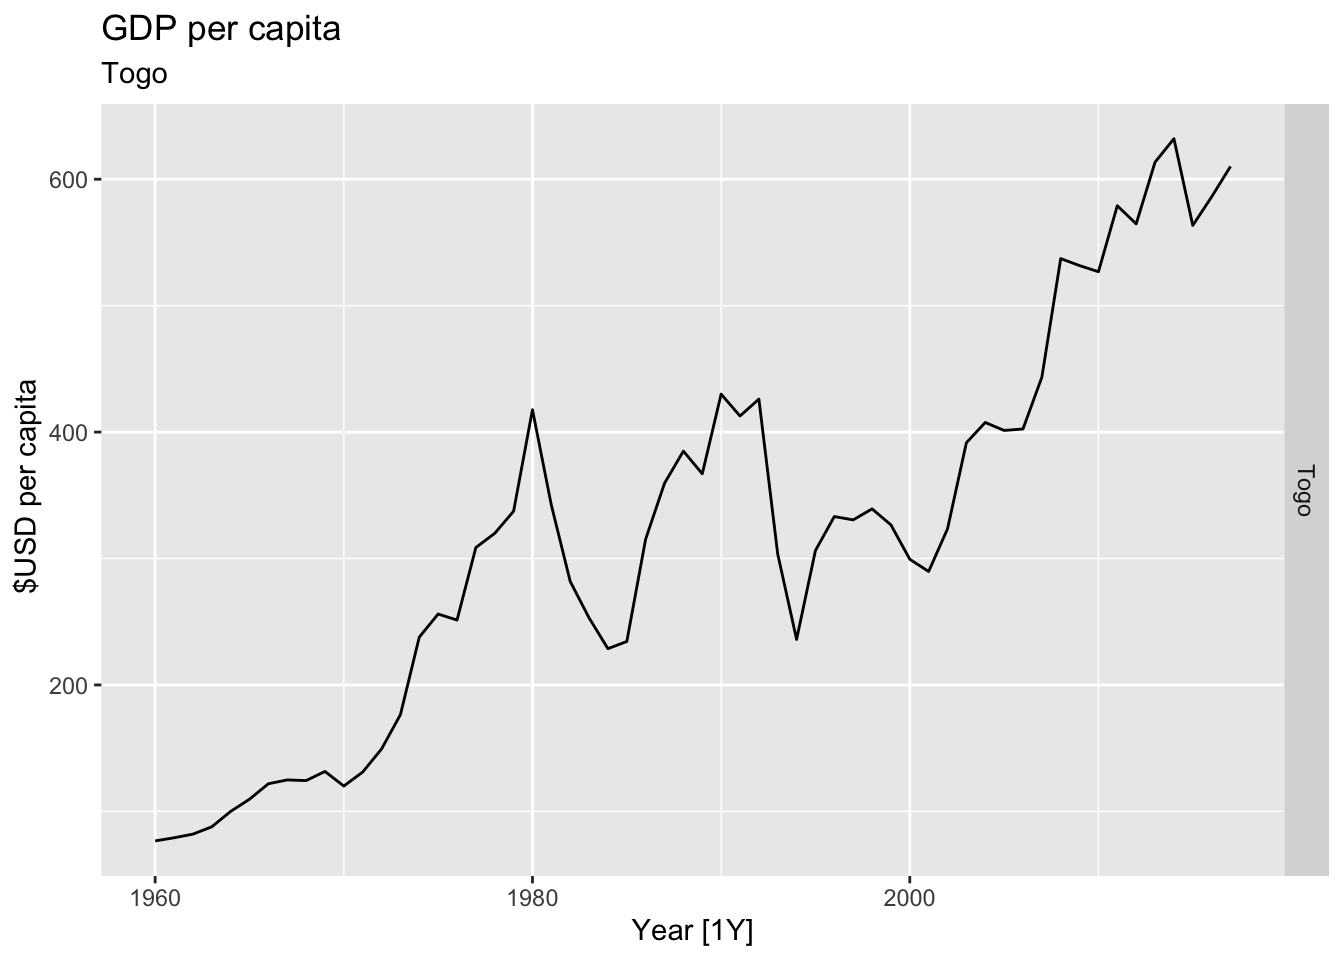 GDP per capita
Togo
600
400
200
$USD per capita
Togo
1960
1980
2000
Year [1Y]